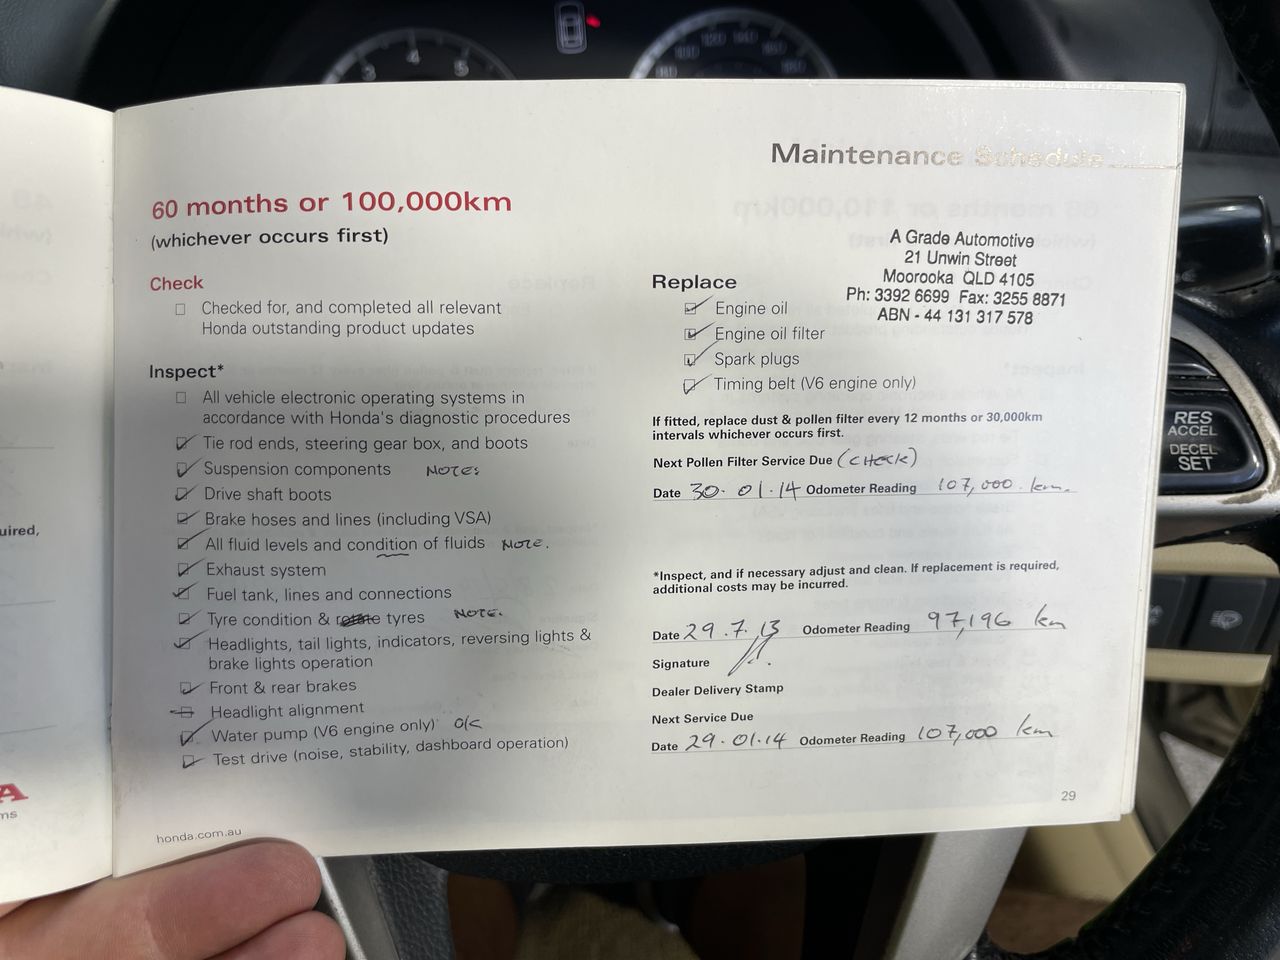 3 4 5
Maintenance Schedule
60 months or 100,000km
(whichever occurs first)
A Grade Automotive
21 Unwin Street
Moorooka QLD 4105
Ph: 3392 6699 Fax: 3255 8871
ABN - 44 131 317 578
Check
Checked for, and completed all relevant
Honda outstanding product updates
Inspect*
All vehicle electronic operating systems in
accordance with Honda's diagnostic procedures
Tie rod ends, steering gear box, and boots
Suspension components NOTE:
Drive shaft boots
Brake hoses and lines (including VSA)
All fluid levels and condition of fluids NOTE.
Exhaust system
Fuel tank, lines and connections
Tyre condition & rotate tyres NOTE.
Headlights, tail lights, indicators, reversing lights &
brake lights operation
Front & rear brakes
Headlight alignment
Water pump (V6 engine only) O/K
Test drive (noise, stability, dashboard operation)
honda.com.au
Replace
Engine oil
Engine oil filter
Spark plugs
Timing belt (V6 engine only)
If fitted, replace dust & pollen filter every 12 months or 30,000km
intervals whichever occurs first.
Next Pollen Filter Service Due (CHECK)
Date 30.01.14 Odometer Reading 107,000.km.
*Inspect, and if necessary adjust and clean. If replacement is required,
additional costs may be incurred.
Date 29.7.13 Odometer Reading 97,196 km
Signature
Dealer Delivery Stamp
Next Service Due
Date 29.01.14 Odometer Reading 107,000 km
29
uired,
A
ms
RES
ACCEL
DECEL
SET